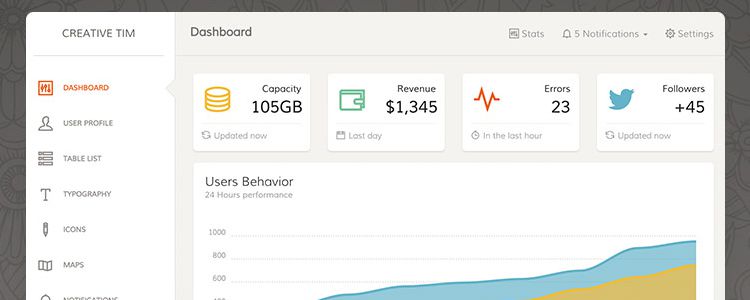 CREATIVE TIM
DASHBOARD
USER PROFILE
TABLE LIST
TYPOGRAPHY
ICONS
MAPS
NOTIFICATIONS
Dashboard
Stats
5 Notifications
Settings
Capacity
105GB
Updated now
Revenue
$1,345
Last day
Errors
23
In the last hour
Followers
+45
Updated now
Users Behavior
24 Hours performance
1000
800
600
400